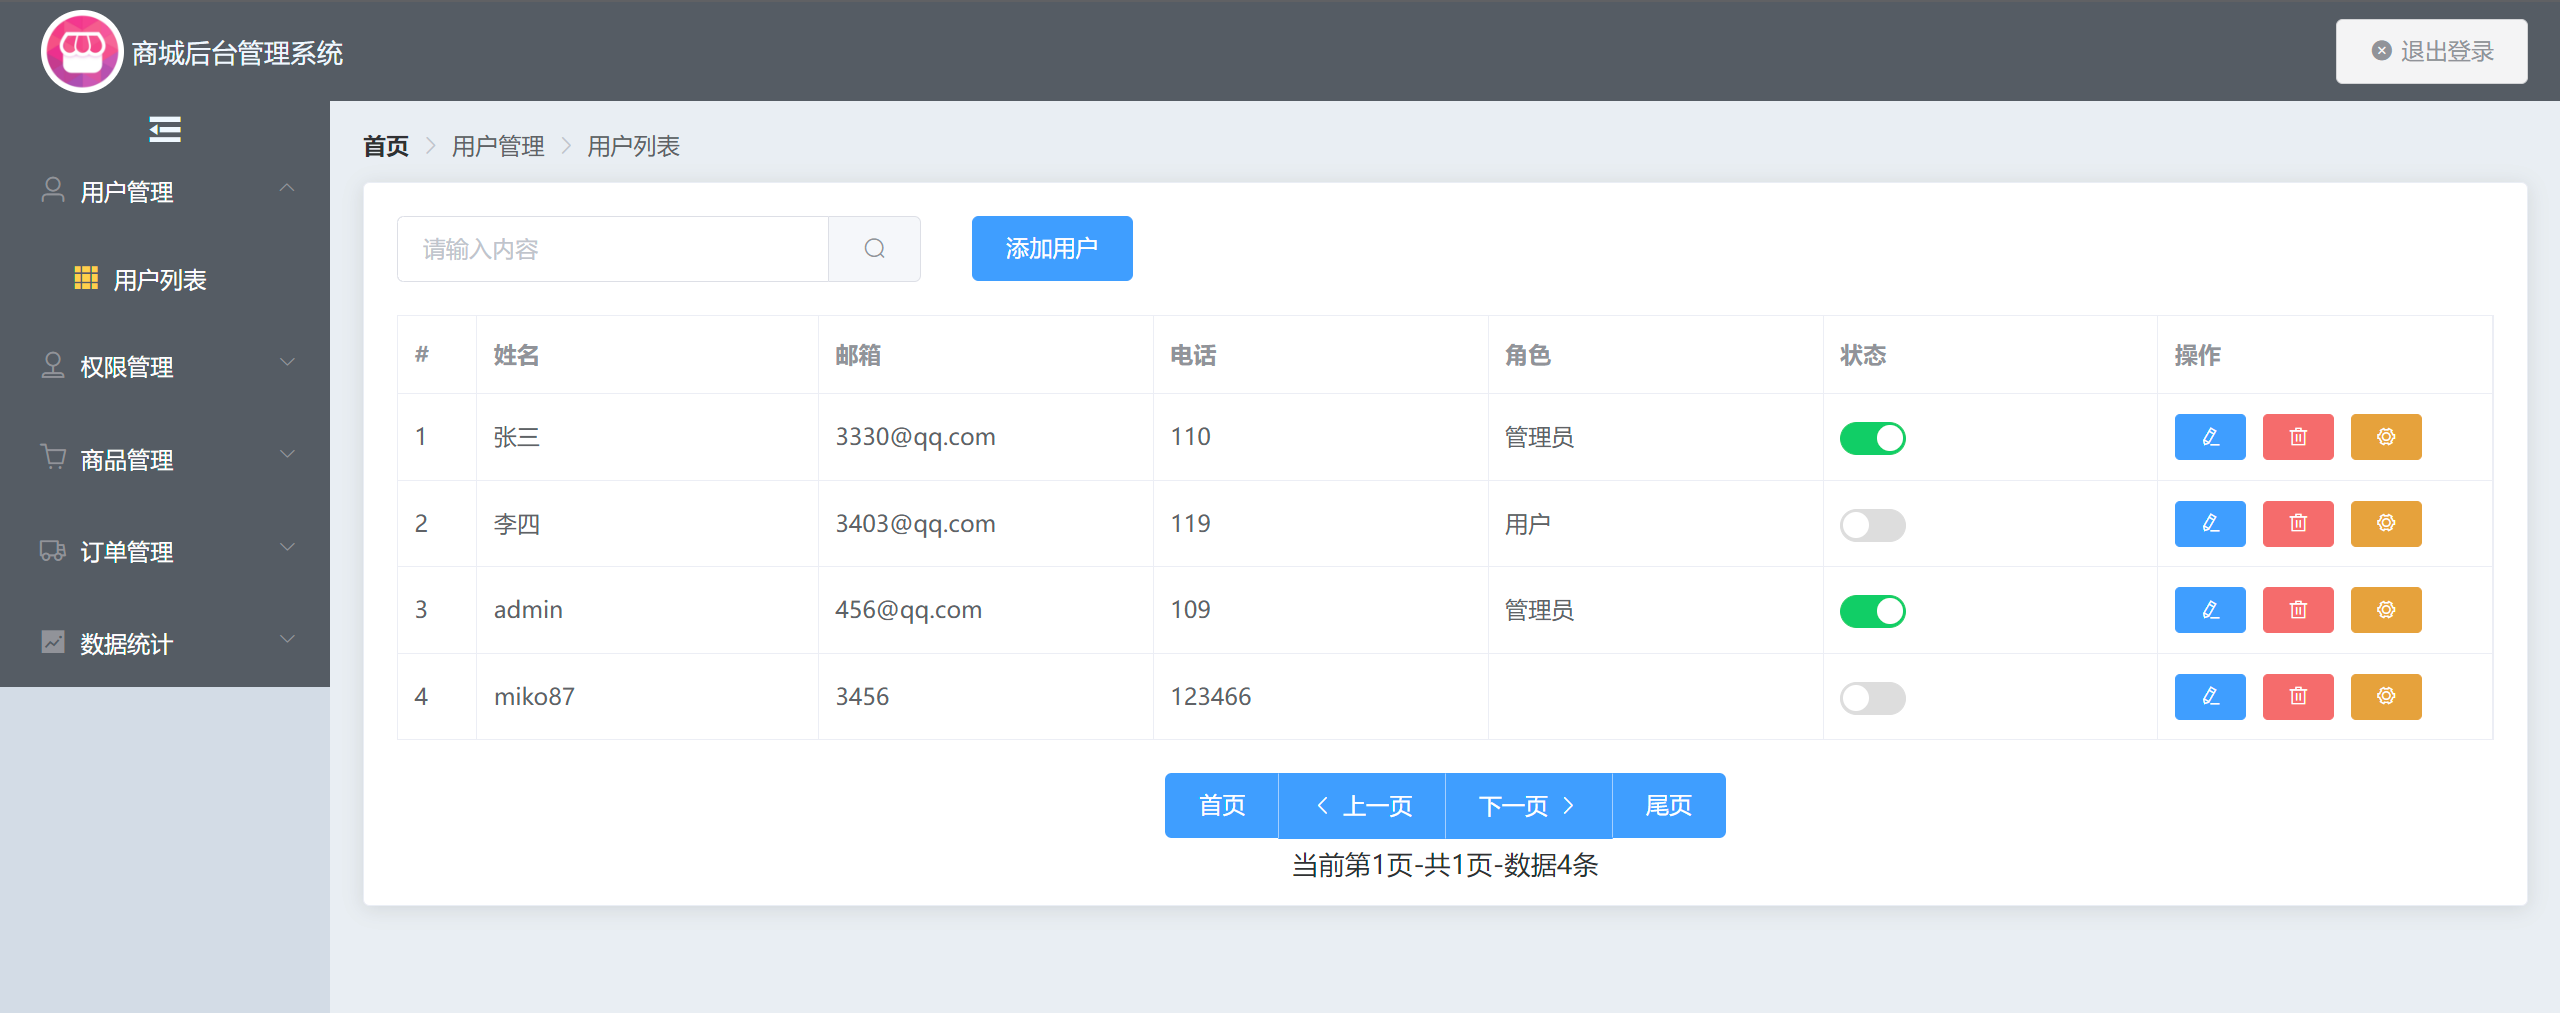 商城后台管理系统
退出登录
首页 用户管理 用户列表
用户管理
用户列表
权限管理
商品管理
订单管理
数据统计
请输入内容
添加用户
# 姓名 邮箱 电话 角色 状态 操作
1 张三 3330@qq.com 110 管理员
2 李四 3403@qq.com 119 用户
3 admin 456@qq.com 109 管理员
4 miko87 3456 123466
首页 上一页 下一页 尾页
当前第1页-共1页-数据4条